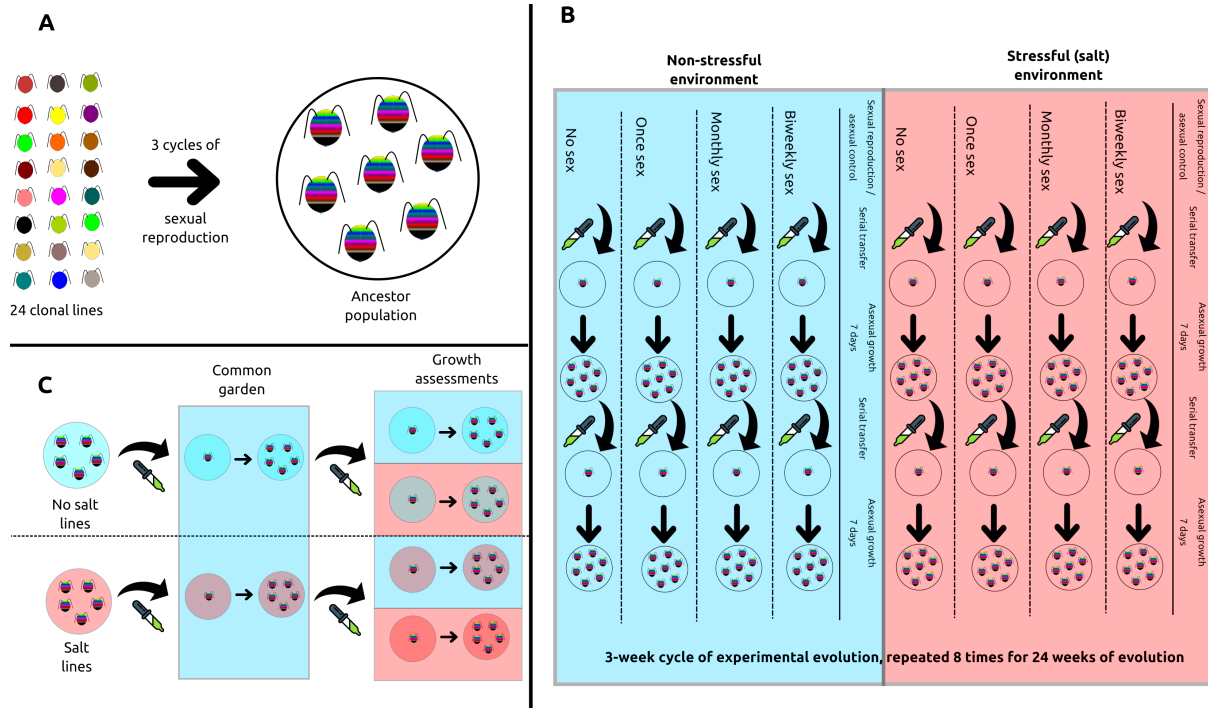 A
24 clonal lines
3 cycles of
sexual
reproduction
Ancestor
population
B
Non-stressful
environment
Stressful (salt)
environment
No sex
Once sex
Monthly sex
Biweekly sex
Sexual reproduction /
asexual control
Serial transfer
Asexual growth
7 days
Serial transfer
Asexual growth
7 days
No sex
Once sex
Monthly sex
Biweekly sex
Sexual reproduction /
asexual control
Serial transfer
Asexual growth
7 days
Serial transfer
Asexual growth
7 days
3-week cycle of experimental evolution, repeated 8 times for 24 weeks of evolution
C
Common
garden
Growth
assessments
No salt
lines
Salt
lines